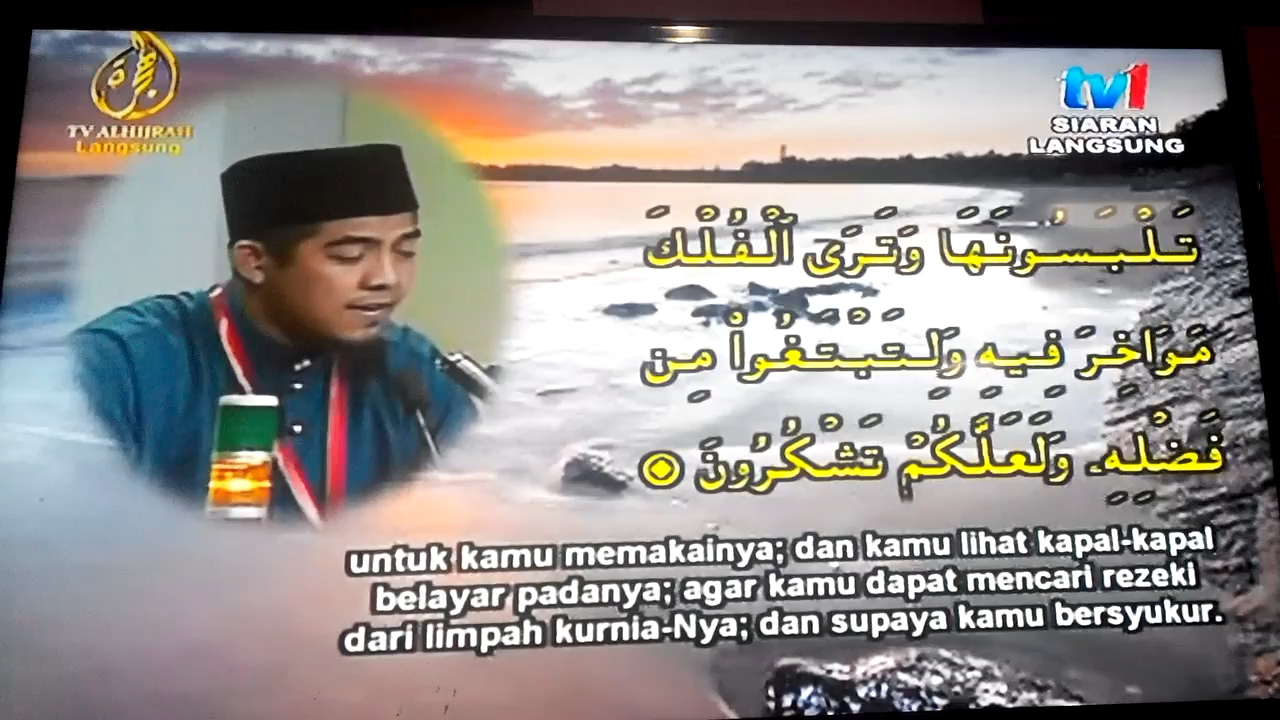 TV ALHIJRAH
Langsung
tv1
SIARAN
LANGSUNG
تَلْبَسُونَهَا وَتَرَى ٱلْفُلْكَ
مَوَاخِرَ فِيهِ وَلِتَبْتَغُوا۟ مِن
فَضْلِهِۦ وَلَعَلَّكُمْ تَشْكُرُونَ
untuk kamu memakainya; dan kamu lihat kapal-kapal
belayar padanya; agar kamu dapat mencari rezeki
dari limpah kurnia-Nya; dan supaya kamu bersyukur.